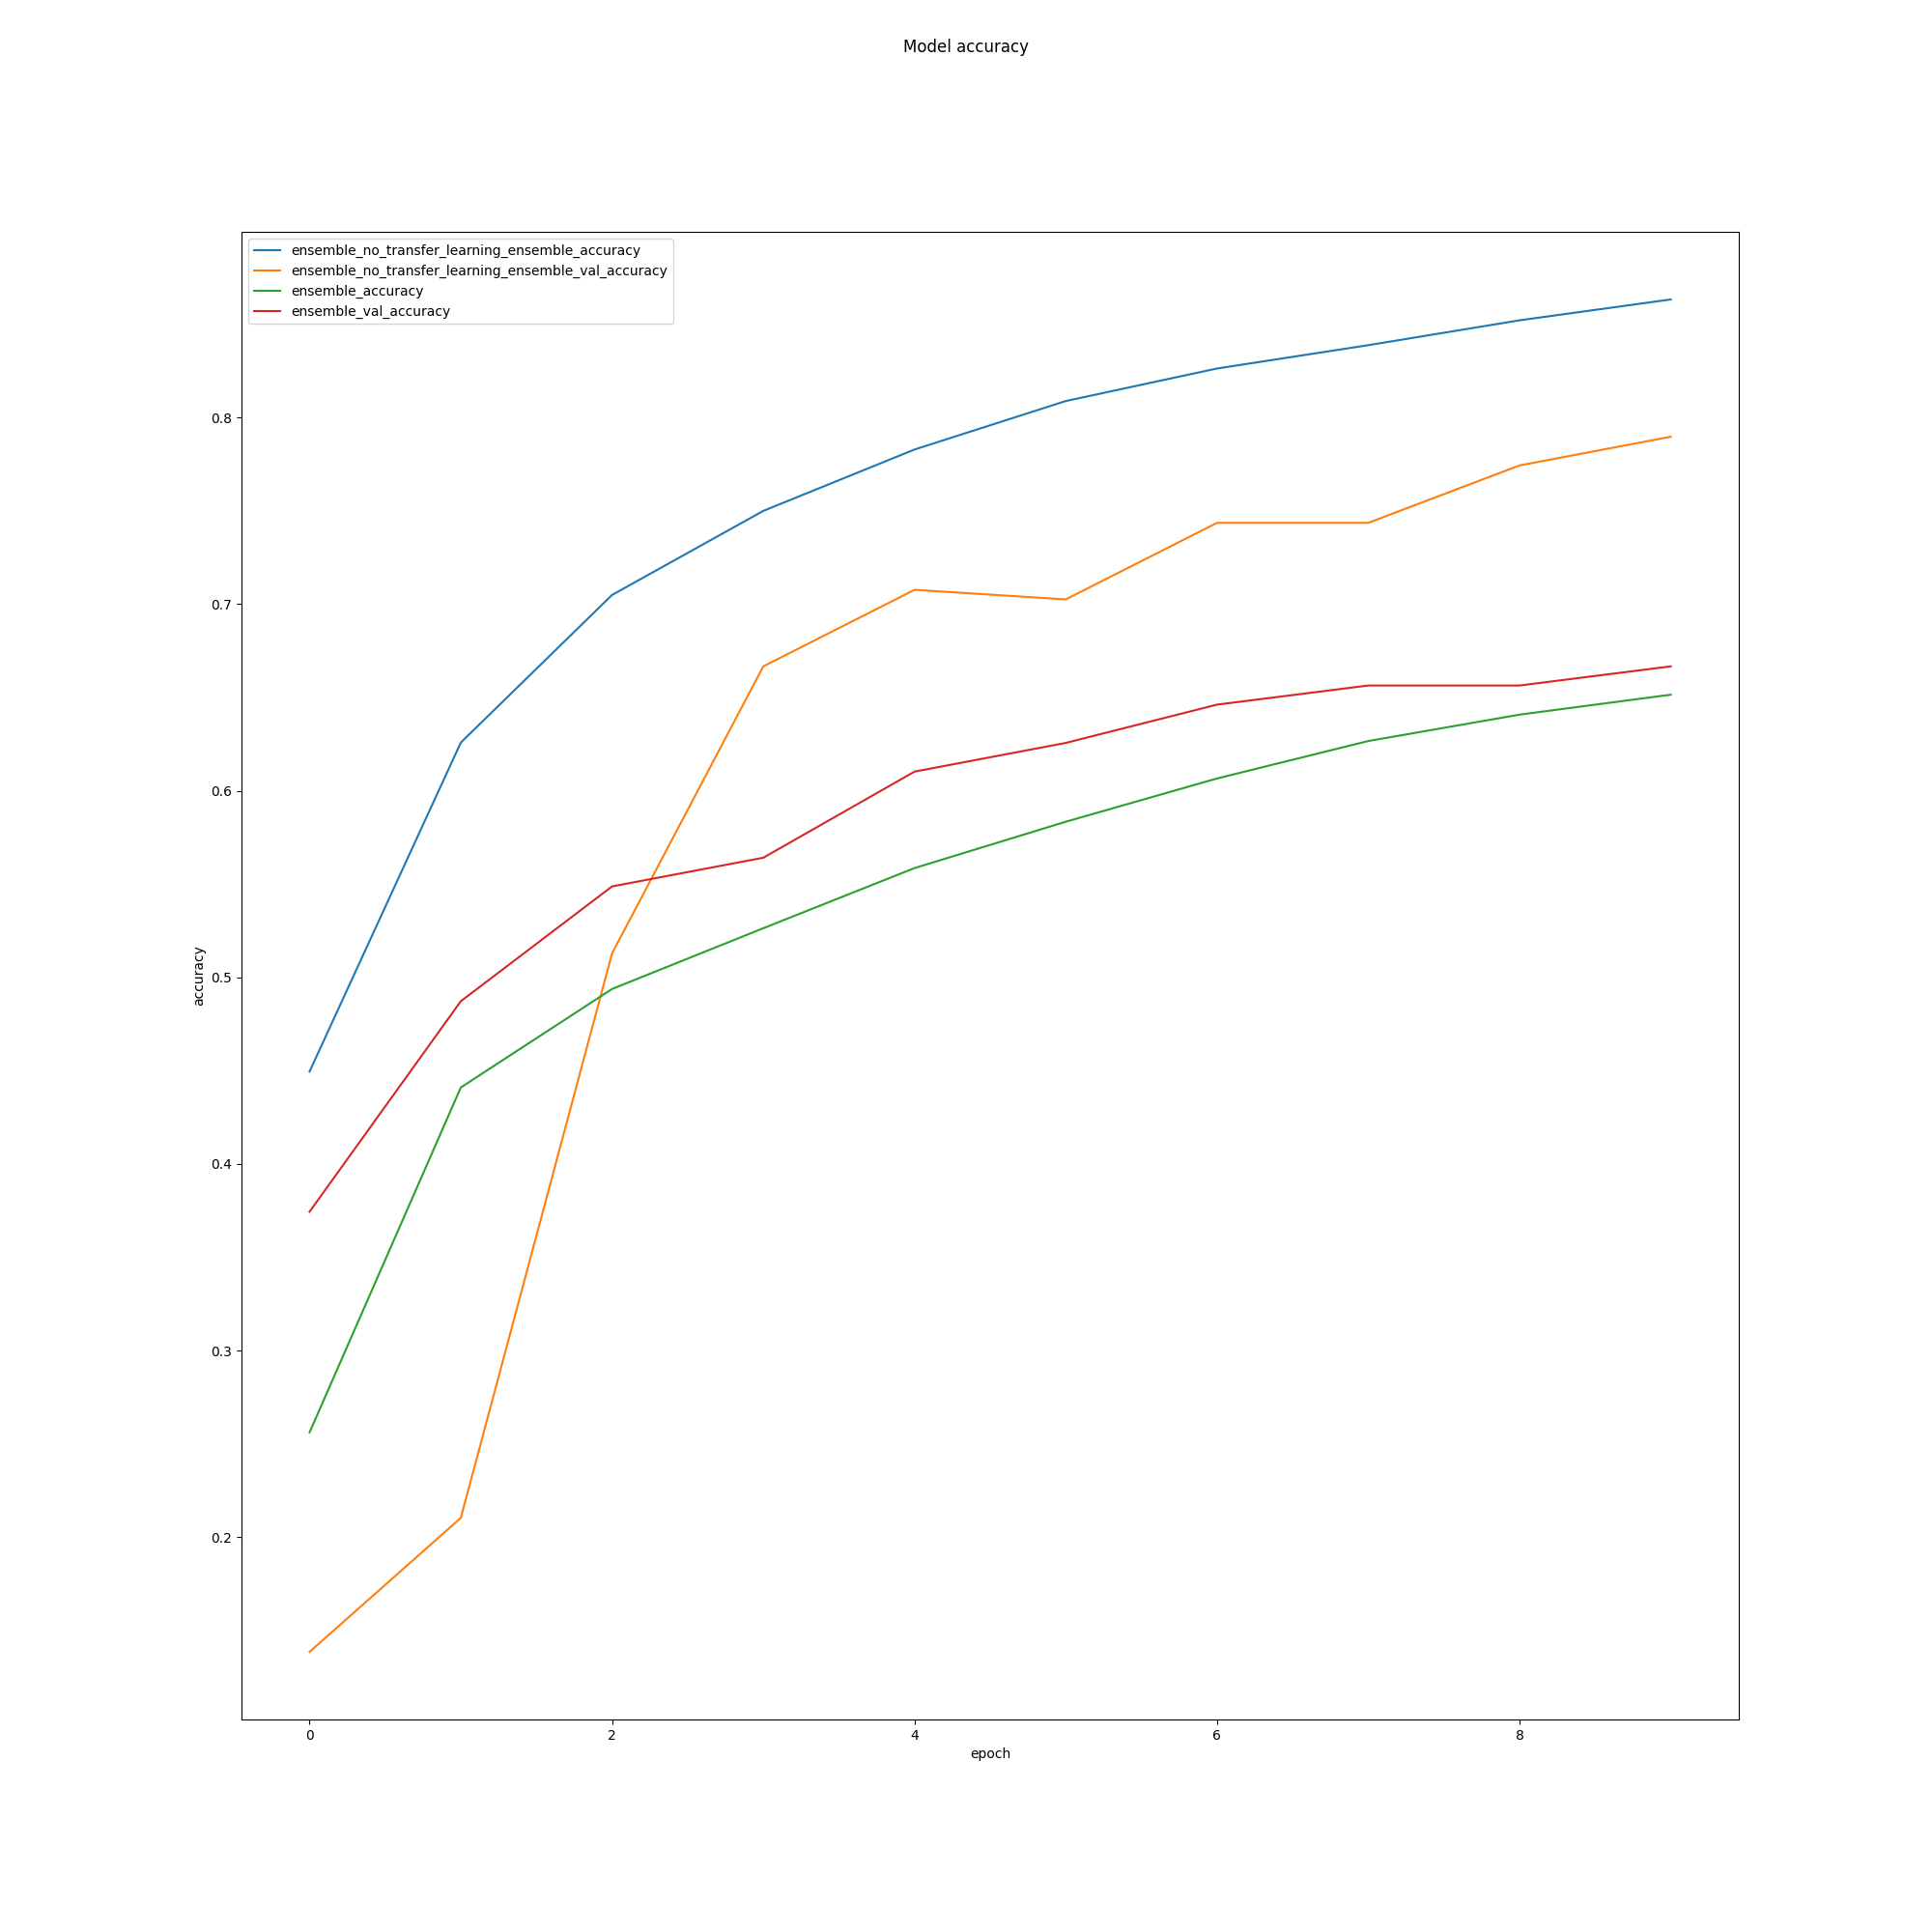 Model accuracy
ensemble_no_transfer_learning_ensemble_accuracy
ensemble_no_transfer_learning_ensemble_val_accuracy
ensemble_accuracy
ensemble_val_accuracy
0.8
0.7
0.6
0.5
0.4
0.3
0.2
accuracy
0 2 4 6 8
epoch